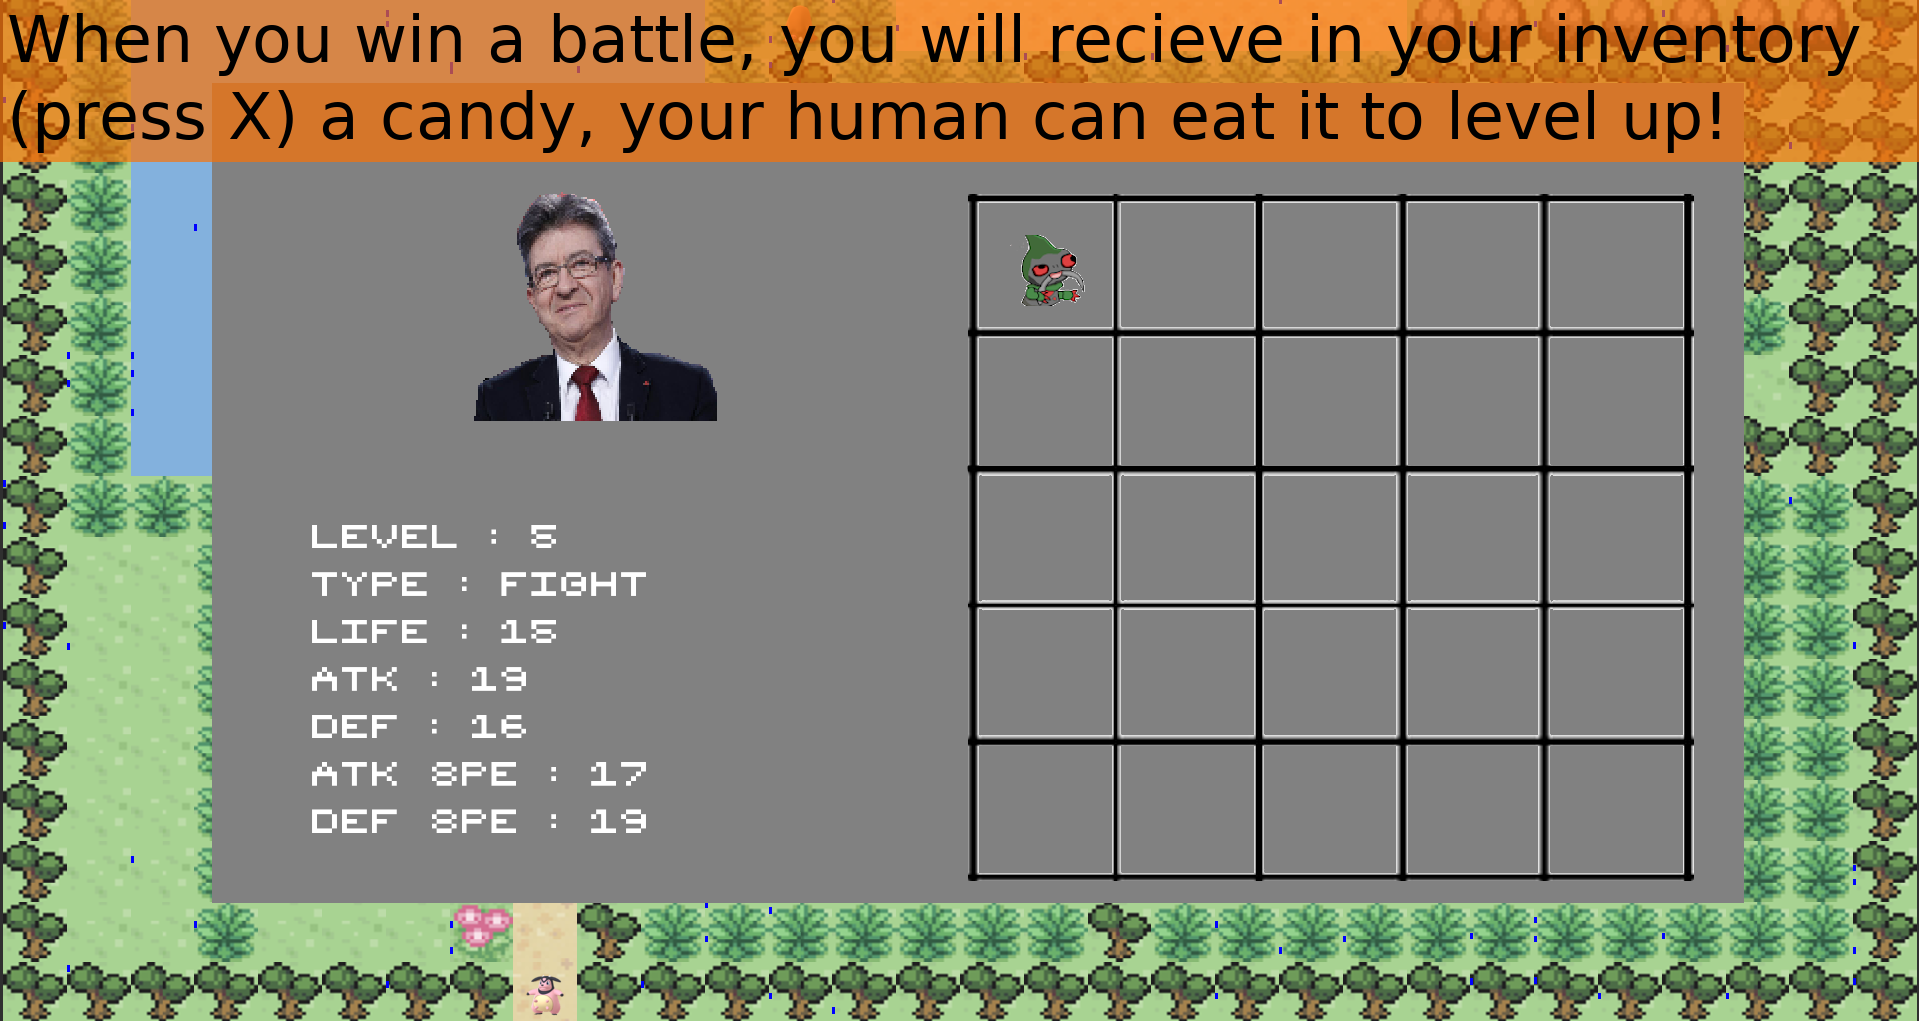 When you win a battle, you will recieve in your inventory
(press X) a candy, your human can eat it to level up!
LEVEL : 5
TYPE : FIGHT
LIFE : 15
ATK : 19
DEF : 16
ATK SPE : 17
DEF SPE : 19